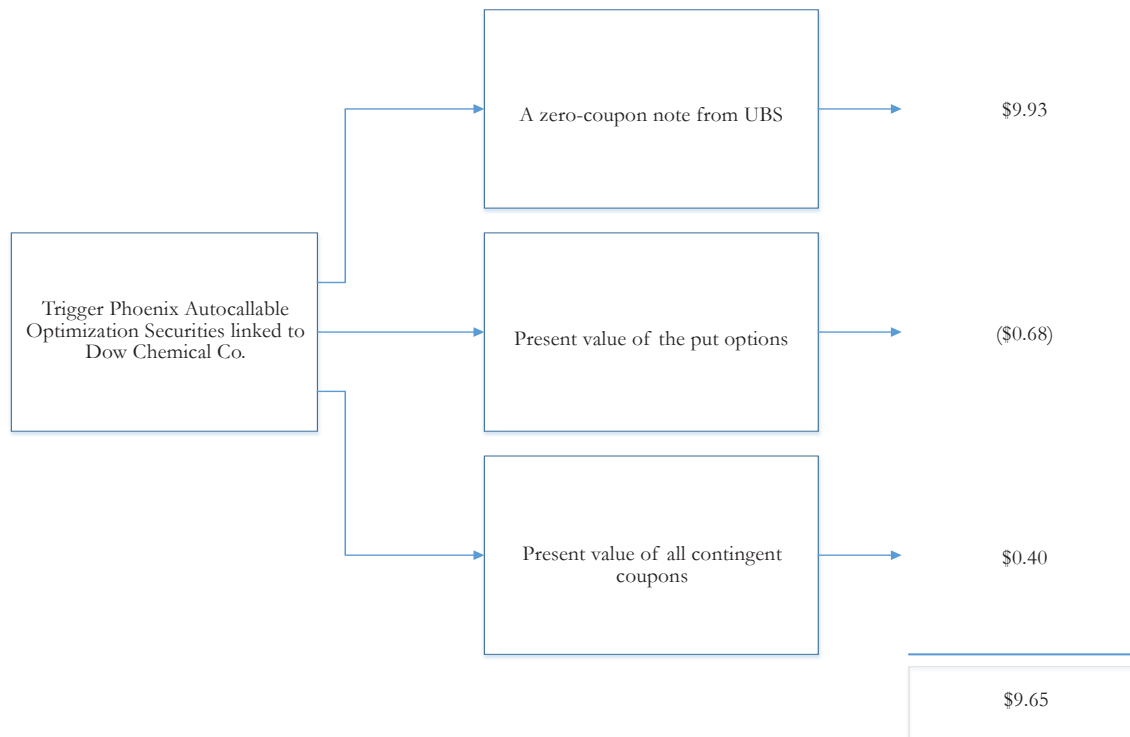 A zero-coupon note from UBS
$9.93
Trigger Phoenix Autocallable
Optimization Securities linked to
Dow Chemical Co.
Present value of the put options
($0.68)
Present value of all contingent
coupons
$0.40
$9.65